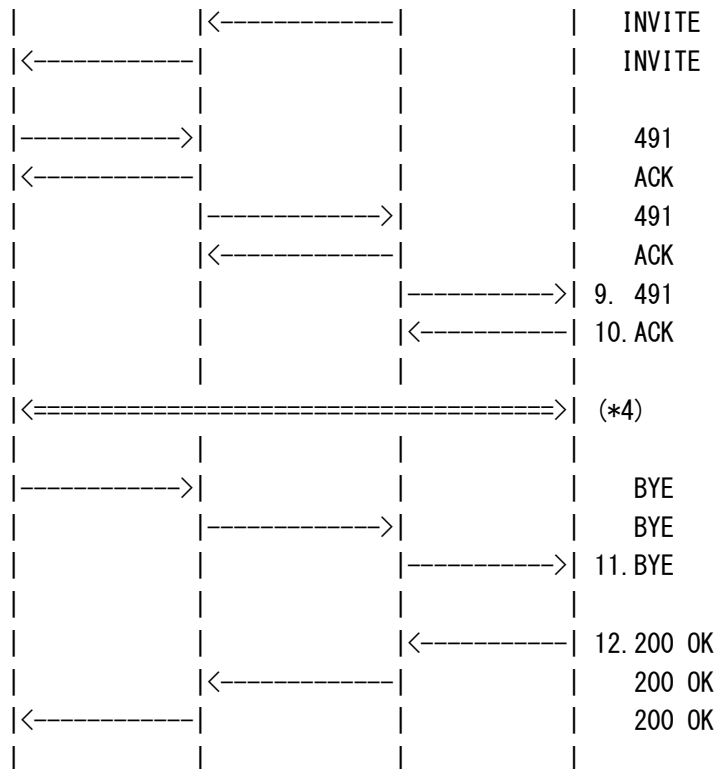 |              |<-------------|            |   INVITE
|<-------------|              |            |   INVITE
|              |              |            |
|------------->|              |            |    491
|<-------------|              |            |    ACK
|              |------------->|            |    491
|              |<-------------|            |    ACK
|              |              |----------->| 9. 491
|              |              |<-----------| 10.ACK
|              |              |            |
|<========================================>| (*4)
|              |              |            |
|------------->|              |            |    BYE
|              |------------->|            |    BYE
|              |              |----------->| 11.BYE
|              |              |            |
|              |              |<-----------| 12.200 OK
|              |<-------------|            |    200 OK
|<-------------|              |            |    200 OK
|              |              |            |